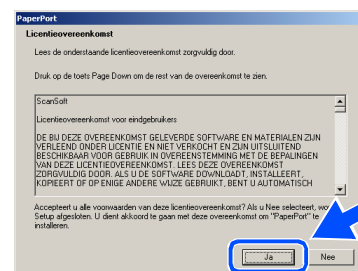 PaperPort
Licentieovereenkomst
Lees de onderstaande licentieovereenkomst zorgvuldig door.
Druk op de toets Page Down om de rest van de overeenkomst te zien.
ScanSoft
Licentieovereenkomst voor eindgebruikers
DE BIJ DEZE OVEREENKOMST GELEVERDE SOFTWARE EN MATERIALEN ZIJN
VERLEEND ONDER LICENTIE EN NIET VERKOCHT EN ZIJN UITSLUITEND
BESCHIKBAAR VOOR GEBRUIK IN OVEREENSTEMMING MET DE BEPALINGEN
VAN DEZE LICENTIEOVEREENKOMST. LEES DEZE OVEREENKOMST
ZORGVULDIG DOOR. ALS U DE SOFTWARE DOWNLOADT, INSTALLEERT,
KOPIEERT OF OP ENIGE ANDERE WIJZE GEBRUIKT, BENT U AUTOMATISCH
Accepteert u alle voorwaarden van deze licentieovereenkomst? Als u Nee selecteert,
Setup afgesloten. U dient akkoord te gaan met deze overeenkomst om "PaperPort" te
installeren.
Ja
Nee